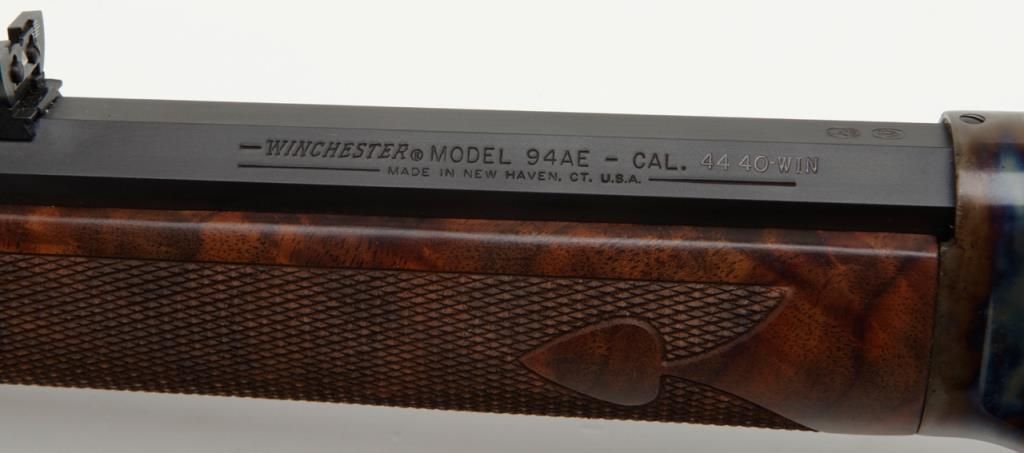 WINCHESTER® MODEL 94AE - CAL. 44 40-WIN
MADE IN NEW HAVEN, CT. U.S.A.